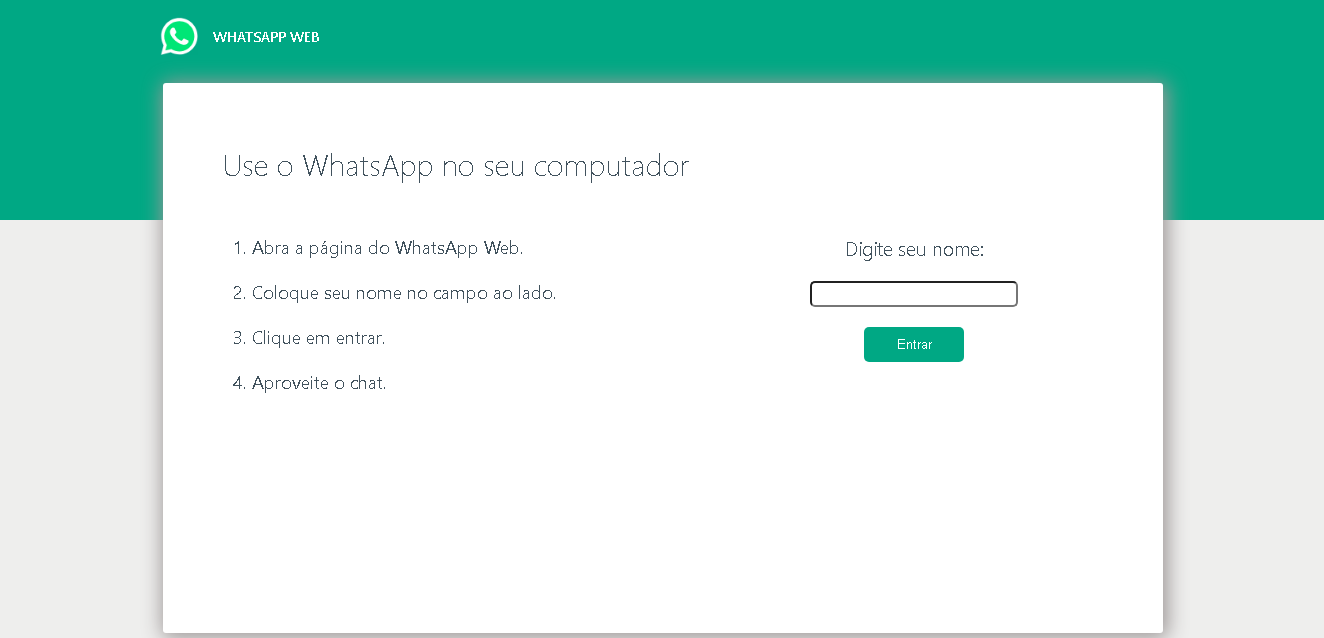 WHATSAPP WEB
Use o WhatsApp no seu computador
1. Abra a página do WhatsApp Web.
2. Coloque seu nome no campo ao lado.
3. Clique em entrar.
4. Aproveite o chat.
Digite seu nome:
Entrar